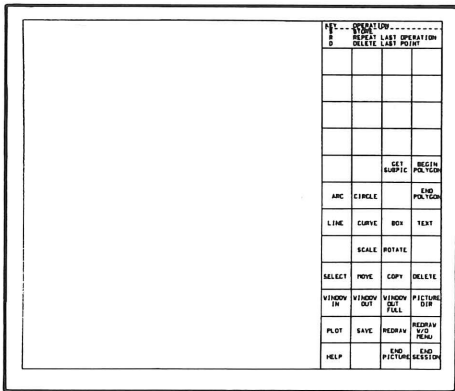 KEY OPERATION
S STORE
R REPEAT LAST OPERATION
D DELETE LAST POINT
GET SUBPIC BEGIN POLYGON
ARC CIRCLE END POLYGON
LINE CURVE BOX TEXT
SCALE ROTATE
SELECT MOVE COPY DELETE
WINDOW IN WINDOW OUT WINDOW OUT FULL PICTURE DIR
PLOT SAVE REDRAW REDRAW W/O MENU
HELP END PICTURE END SESSION